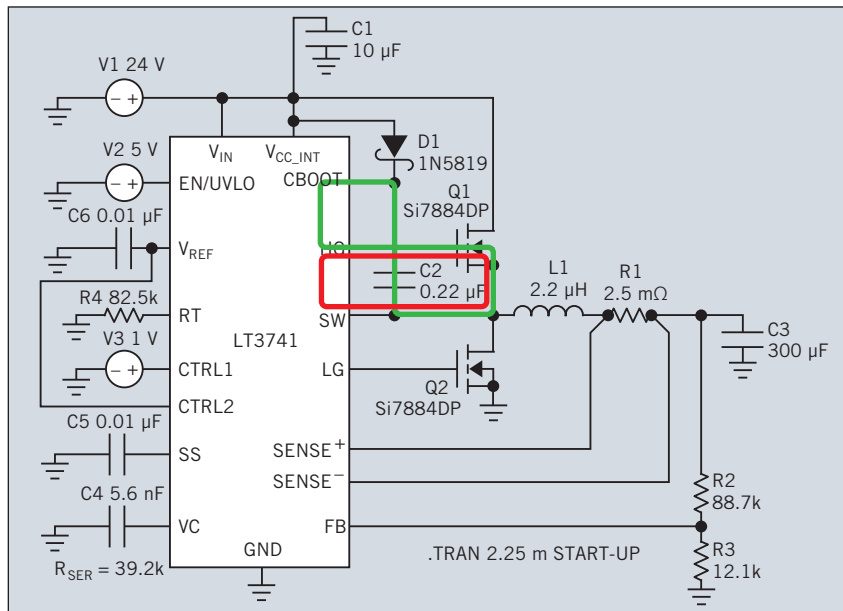 C1
10 µF
V1 24 V
− +
V2 5 V
− +
V_IN
V_CC_INT
D1
1N5819
CBOOT
EN/UVLO
Q1
Si7884DP
C6 0.01 µF
V_REF
C2
0.22 µF
L1
2.2 µH
R1
2.5 mΩ
R4 82.5k
RT
SW
C3
300 µF
LT3741
V3 1 V
− +
CTRL1
LG
Q2
Si7884DP
CTRL2
C5 0.01 µF
SS
SENSE+
SENSE−
C4 5.6 nF
R2
88.7k
VC
FB
GND
.TRAN 2.25 m START-UP
R_SER = 39.2k
R3
12.1k